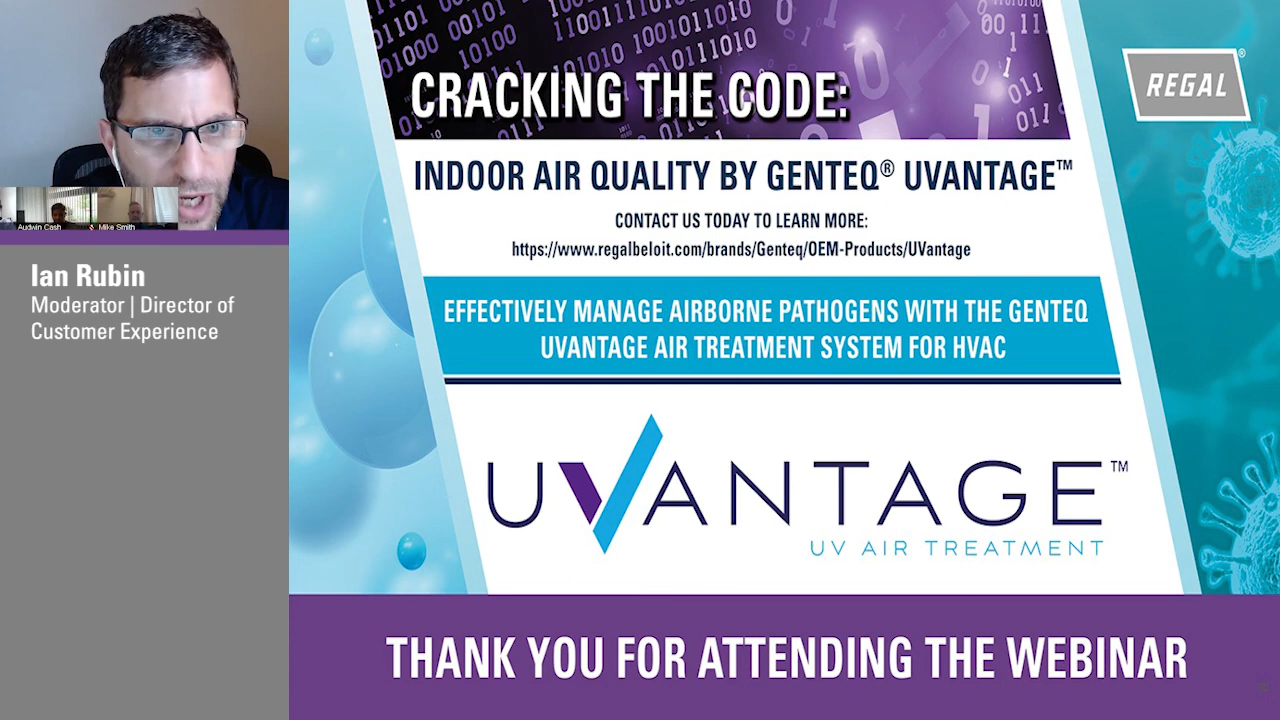 Audwin Cash
Mike Smith
Ian Rubin
Moderator | Director of
Customer Experience
CRACKING THE CODE:
REGAL®
INDOOR AIR QUALITY BY GENTEQ® UVANTAGE™
CONTACT US TODAY TO LEARN MORE:
https://www.regalbeloit.com/brands/Genteq/OEM-Products/UVantage
EFFECTIVELY MANAGE AIRBORNE PATHOGENS WITH THE GENTEQ
UVANTAGE AIR TREATMENT SYSTEM FOR HVAC
UVANTAGE™
UV AIR TREATMENT
THANK YOU FOR ATTENDING THE WEBINAR